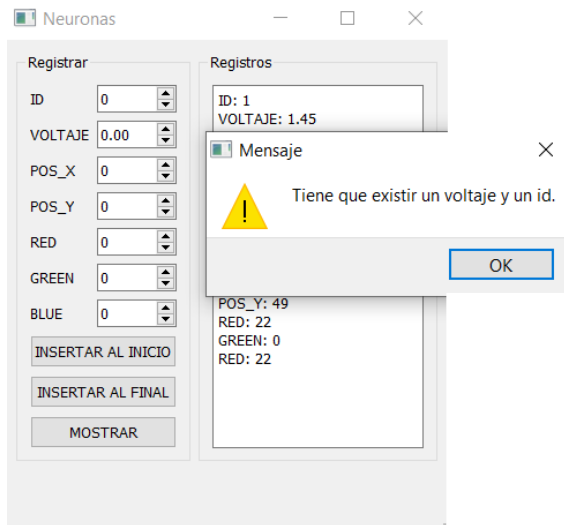 Neuronas
Registrar
ID 0
VOLTAJE 0.00
POS_X 0
POS_Y 0
RED 0
GREEN 0
BLUE 0
INSERTAR AL INICIO
INSERTAR AL FINAL
MOSTRAR
Registros
ID: 1
VOLTAJE: 1.45
Mensaje
Tiene que existir un voltaje y un id.
OK
POS_Y: 49
RED: 22
GREEN: 0
RED: 22